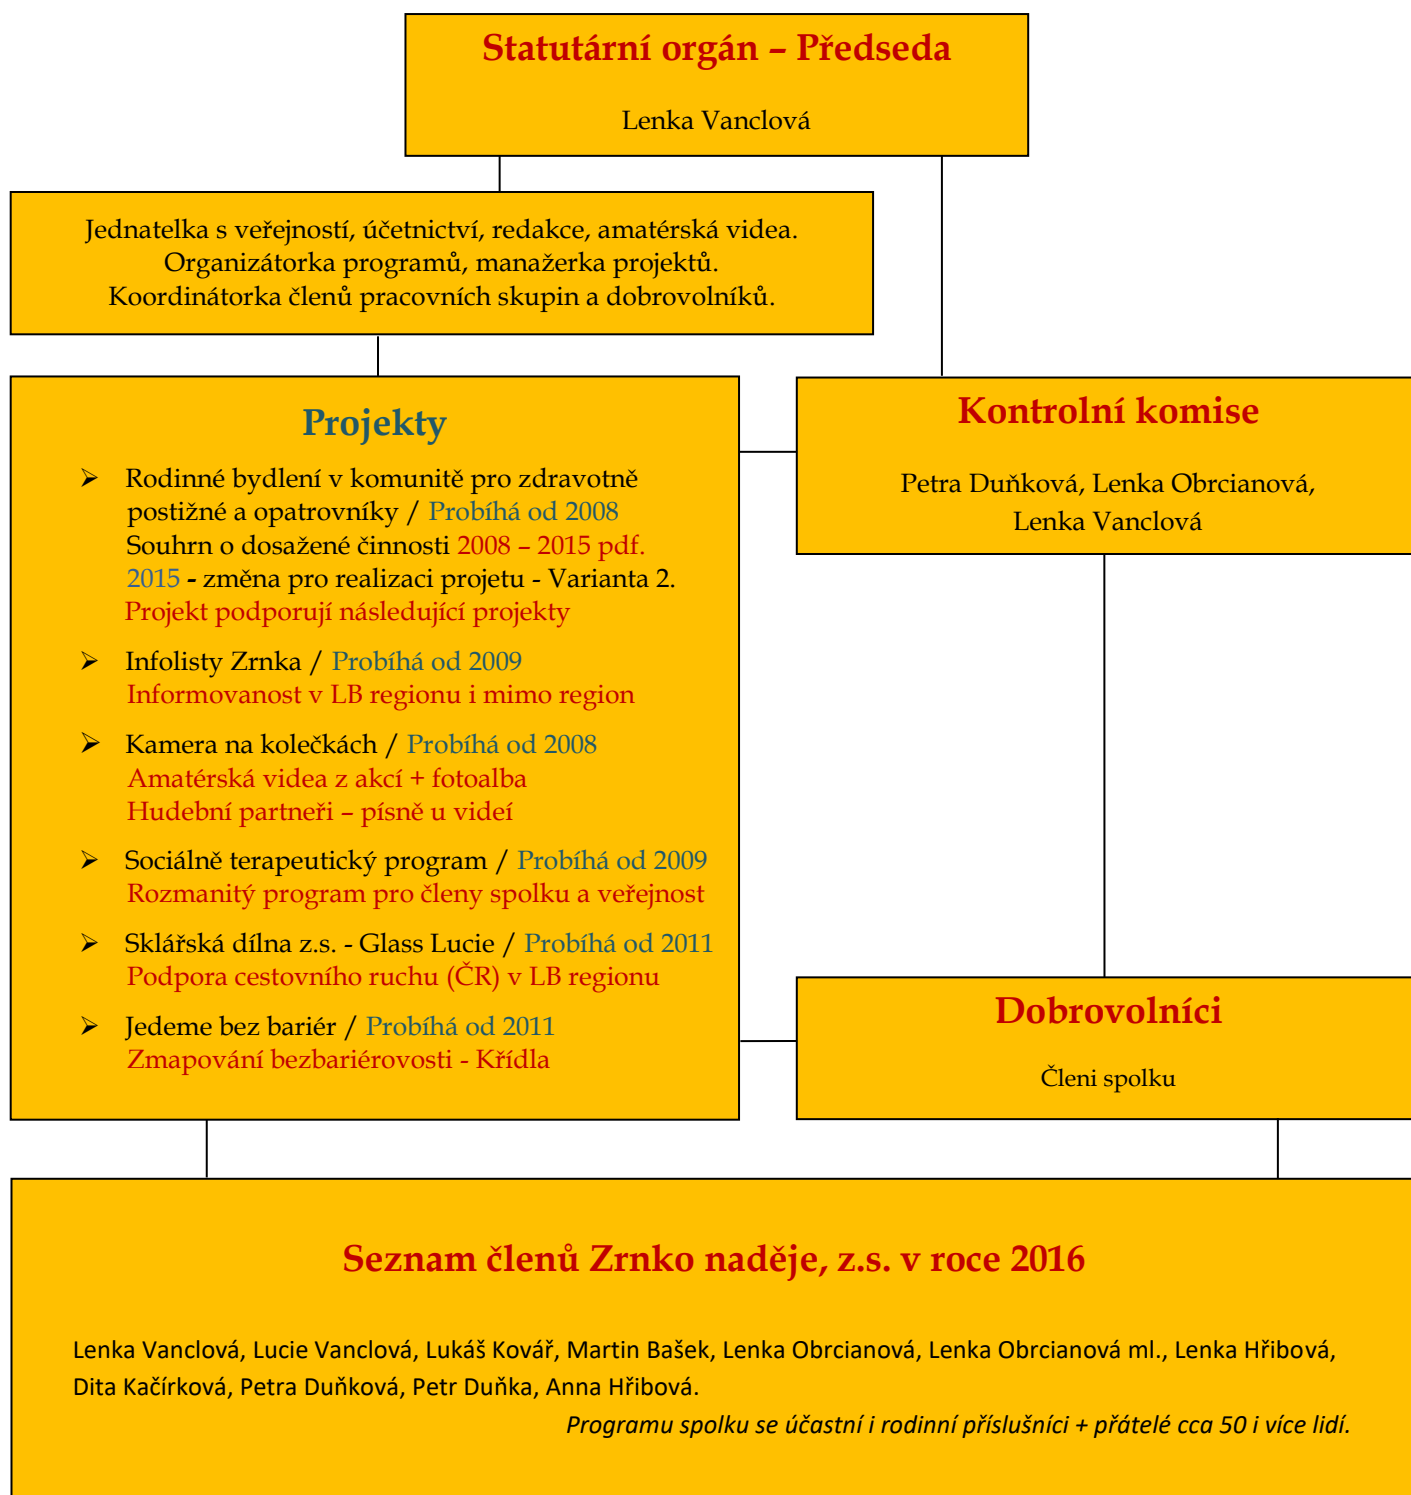 Statutární orgán – Předseda
Lenka Vanclová
Jednatelka s veřejností, účetnictví, redakce, amatérská videa.
Organizátorka programů, manažerka projektů.
Koordinátorka členů pracovních skupin a dobrovolníků.
Projekty
➢ Rodinné bydlení v komunitě pro zdravotně
postižné a opatrovníky / Probíhá od 2008
Souhrn o dosažené činnosti 2008 – 2015 pdf.
2015 - změna pro realizaci projetu - Varianta 2.
Projekt podporují následující projekty
➢ Infolisty Zrnka / Probíhá od 2009
Informovanost v LB regionu i mimo region
➢ Kamera na kolečkách / Probíhá od 2008
Amatérská videa z akcí + fotoalba
Hudební partneři – písně u videí
➢ Sociálně terapeutický program / Probíhá od 2009
Rozmanitý program pro členy spolku a veřejnost
➢ Sklářská dílna z.s. - Glass Lucie / Probíhá od 2011
Podpora cestovního ruchu (ČR) v LB regionu
➢ Jedeme bez bariér / Probíhá od 2011
Zmapování bezbariérovosti - Křídla
Kontrolní komise
Petra Duňková, Lenka Obrcianová,
Lenka Vanclová
Dobrovolníci
Členi spolku
Seznam členů Zrnko naděje, z.s. v roce 2016
Lenka Vanclová, Lucie Vanclová, Lukáš Kovář, Martin Bašek, Lenka Obrcianová, Lenka Obrcianová ml., Lenka Hřibová,
Dita Kačírková, Petra Duňková, Petr Duňka, Anna Hřibová.
Programu spolku se účastní i rodinní příslušníci + přátelé cca 50 i více lidí.